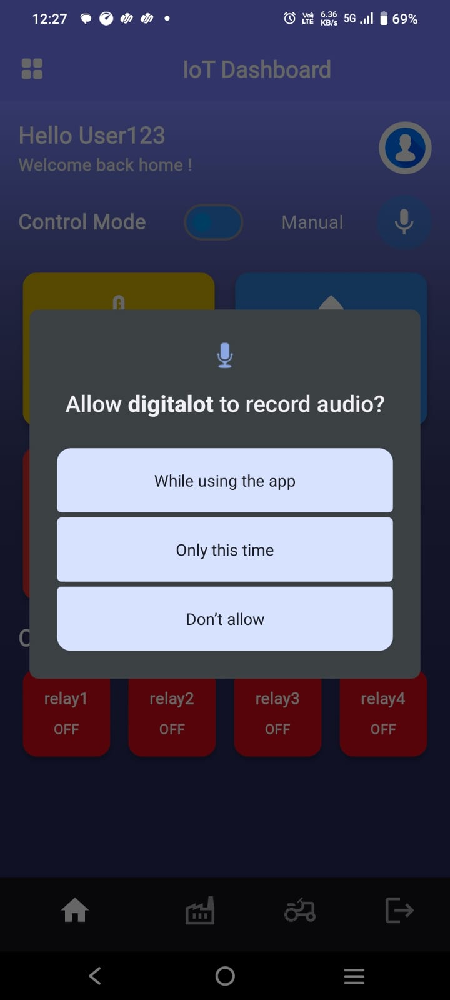 12:27 Vol) LTE 6.36 KB/s 5G 69%
IoT Dashboard
Hello User123
Welcome back home !
Control Mode Manual
Allow digitalot to record audio?
While using the app
Only this time
Don’t allow
relay1 relay2 relay3 relay4
OFF OFF OFF OFF